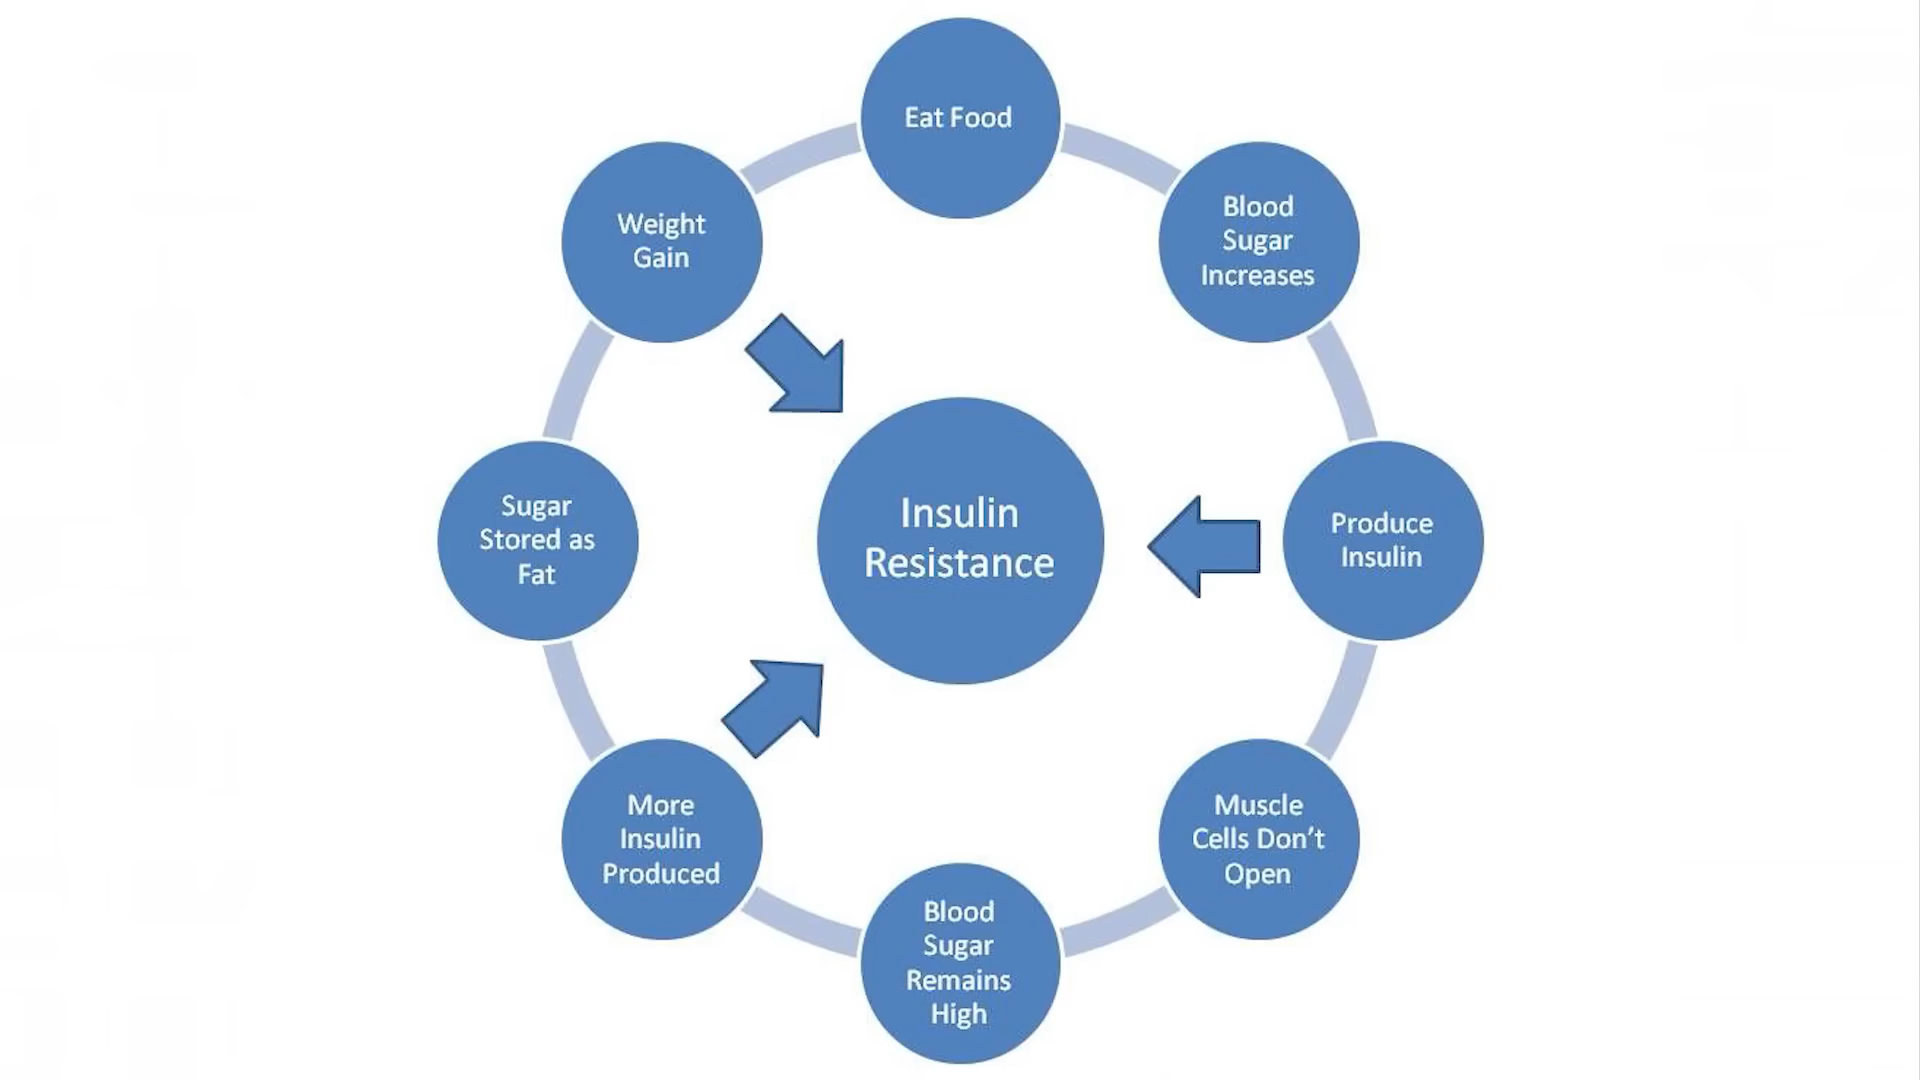 Eat Food
Blood
Sugar
Increases
Produce
Insulin
Muscle
Cells Don’t
Open
Blood
Sugar
Remains
High
More
Insulin
Produced
Sugar
Stored as
Fat
Weight
Gain
Insulin
Resistance